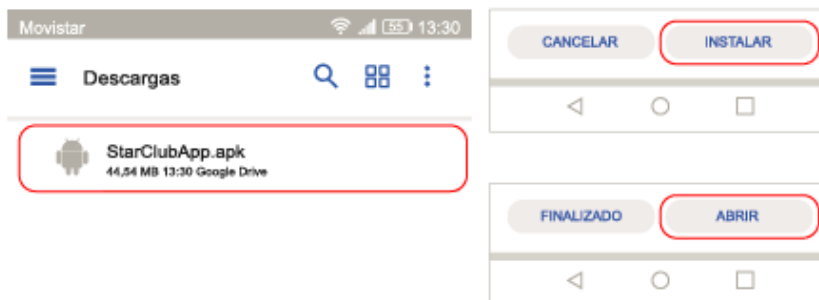 Movistar 55 13:30
Descargas
StarClubApp.apk
44,54 MB 13:30 Google Drive
CANCELAR INSTALAR
FINALIZADO ABRIR